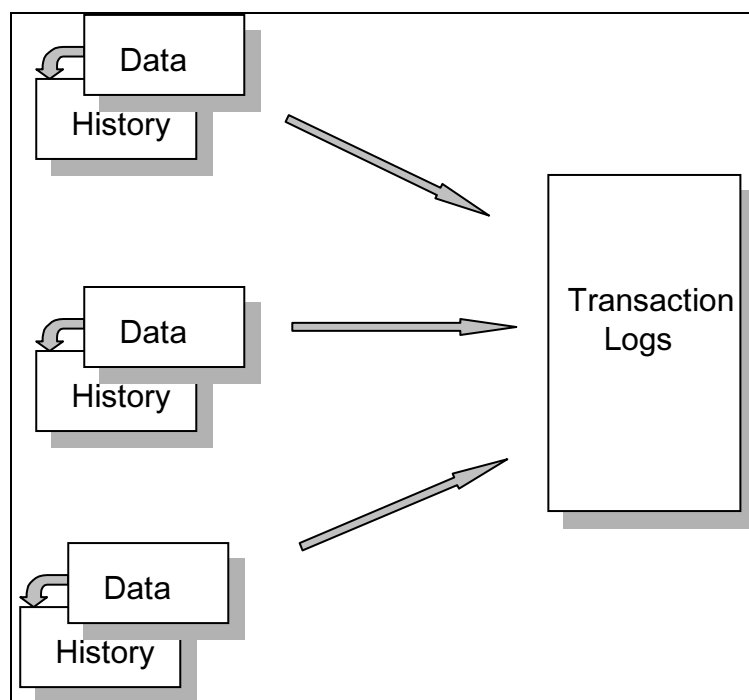 Data
History
Data
History
Transaction
Logs
Data
History